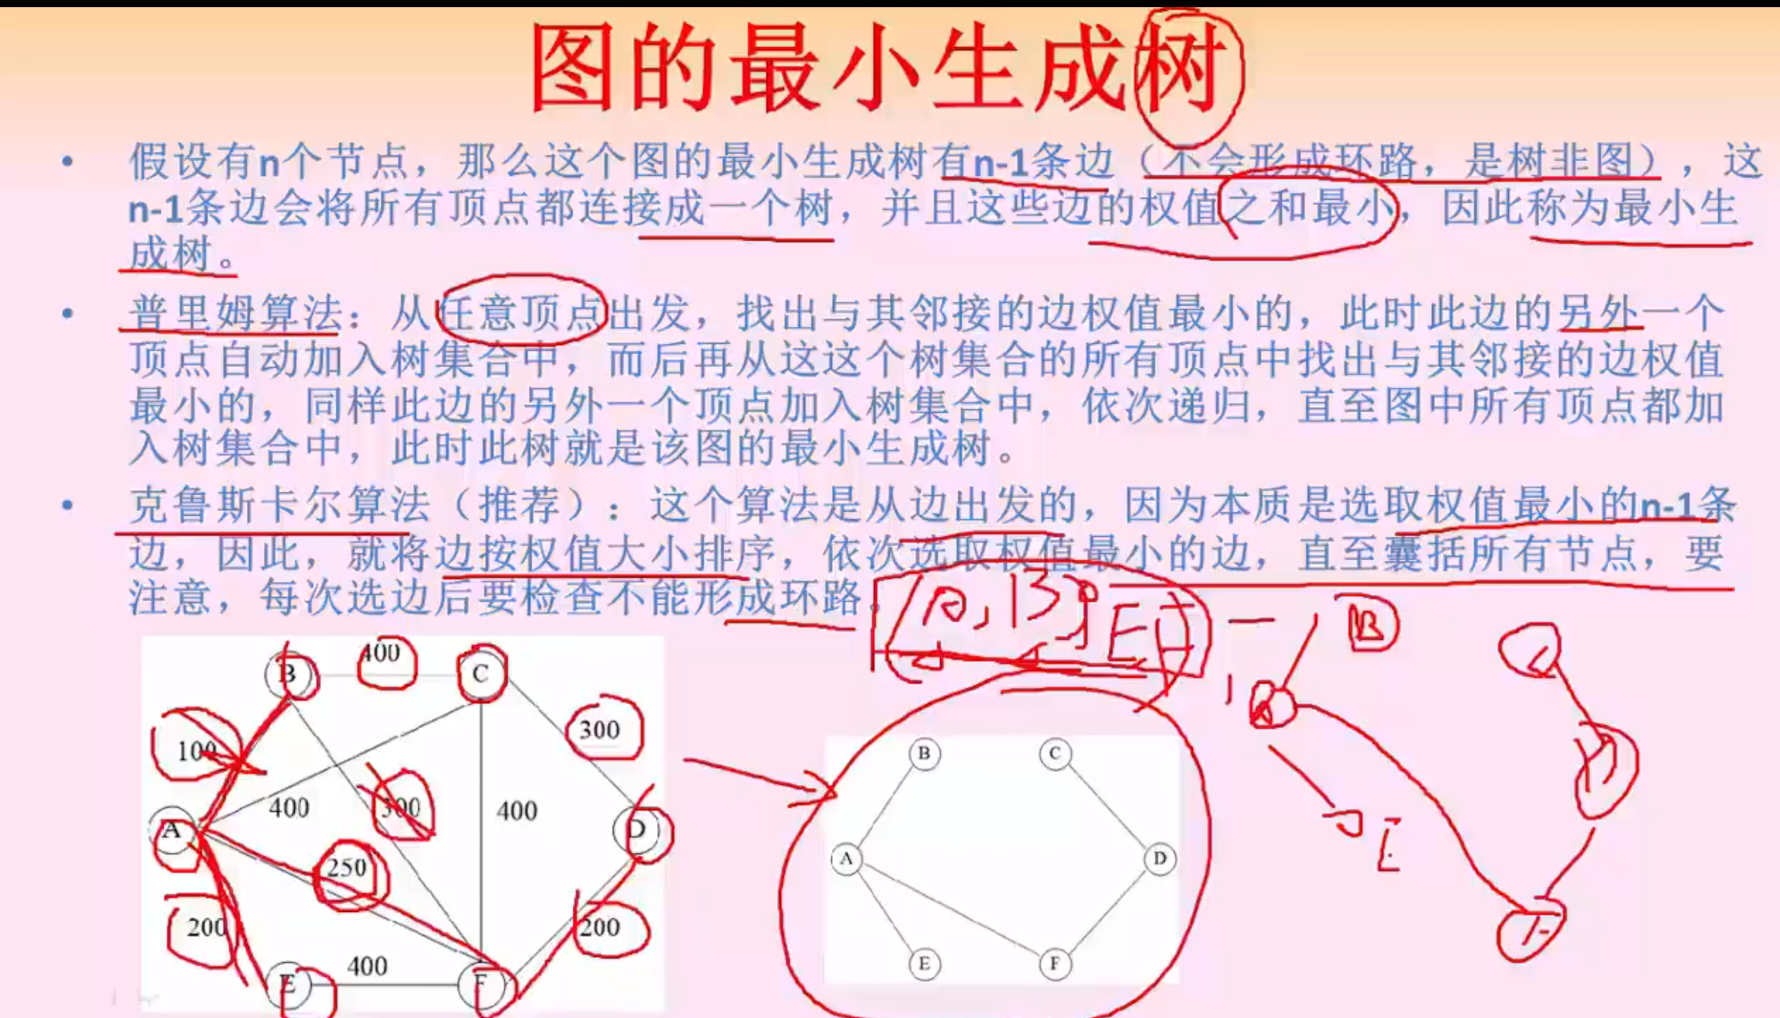 图的最小生成树
• 假设有n个节点，那么这个图的最小生成树有n-1条边（不会形成环路，是树非图），这
n-1条边会将所有顶点都连接成一个树，并且这些边的权值之和最小，因此称为最小生
成树。
• 普里姆算法：从任意顶点出发，找出与其邻接的边权值最小的，此时此边的另外一个
顶点自动加入树集合中，而后再从这这个树集合的所有顶点中找出与其邻接的边权值
最小的，同样此边的另外一个顶点加入树集合中，依次递归，直至图中所有顶点都加
入树集合中，此时此树就是该图的最小生成树。
• 克鲁斯卡尔算法（推荐）：这个算法是从边出发的，因为本质是选取权值最小的n-1条
边，因此，就将边按权值大小排序，依次选取权值最小的边，直至囊括所有节点，要
注意，每次选边后要检查不能形成环路。
B 400 C
100 300
A 400 300 400 D
250
200 200
E 400 F
B C
A D
E F
B
E